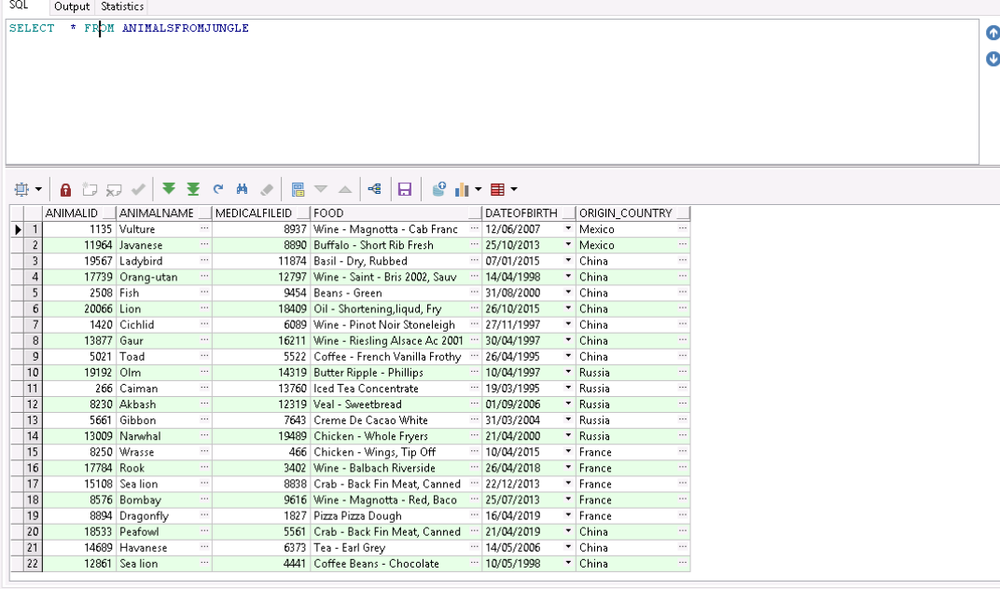 SQL Output Statistics
SELECT * FROM ANIMALSFROMJUNGLE
ANIMALID ANIMALNAME MEDICALFILEID FOOD DATEOFBIRTH ORIGIN_COUNTRY
1 1135 Vulture ... 8937 Wine - Magnotta - Cab Franc ... 12/06/2007 Mexico ...
2 11964 Javanese ... 8890 Buffalo - Short Rib Fresh ... 25/10/2013 Mexico ...
3 19567 Ladybird ... 11874 Basil - Dry, Rubbed ... 07/01/2015 China ...
4 17739 Orang-utan ... 12797 Wine - Saint - Bris 2002, Sauv ... 14/04/1998 China ...
5 2508 Fish ... 9454 Beans - Green ... 31/08/2000 China ...
6 20066 Lion ... 18409 Oil - Shortening,liqud, Fry ... 26/10/2015 China ...
7 1420 Cichlid ... 6089 Wine - Pinot Noir Stoneleigh ... 27/11/1997 China ...
8 13877 Gaur ... 16211 Wine - Riesling Alsace Ac 2001 ... 30/04/1997 China ...
9 5021 Toad ... 5522 Coffee - French Vanilla Frothy ... 26/04/1995 China ...
10 19192 Olm ... 14319 Butter Ripple - Phillips ... 10/04/1997 Russia ...
11 266 Caiman ... 13760 Iced Tea Concentrate ... 19/03/1995 Russia ...
12 8230 Akbash ... 12319 Veal - Sweetbread ... 01/09/2006 Russia ...
13 5661 Gibbon ... 7643 Creme De Cacao White ... 31/03/2004 Russia ...
14 13009 Narwhal ... 19489 Chicken - Whole Fryers ... 21/04/2000 Russia ...
15 8250 Wrasse ... 466 Chicken - Wings, Tip Off ... 10/04/2015 France ...
16 17784 Rook ... 3402 Wine - Balbach Riverside ... 26/04/2018 France ...
17 15108 Sea lion ... 8838 Crab - Back Fin Meat, Canned ... 22/12/2013 France ...
18 8576 Bombay ... 9616 Wine - Magnotta - Red, Baco ... 25/07/2013 France ...
19 8894 Dragonfly ... 1827 Pizza Pizza Dough ... 16/04/2019 France ...
20 18533 Peafowl ... 5561 Crab - Back Fin Meat, Canned ... 21/04/2019 China ...
21 14689 Havanese ... 6373 Tea - Earl Grey ... 14/05/2006 China ...
22 12861 Sea lion ... 4441 Coffee Beans - Chocolate ... 10/05/1998 China ...